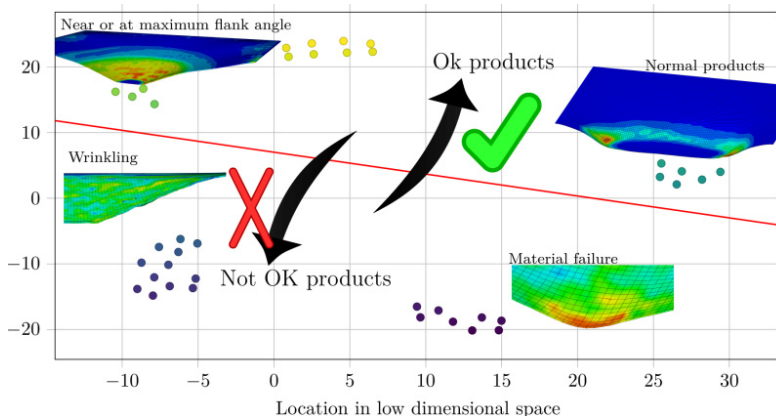 Near or at maximum flank angle
Ok products
Normal products
Wrinkling
Not OK products
Material failure
20
10
0
−10
−20
−10
−5
0
5
10
15
20
25
30
Location in low dimensional space